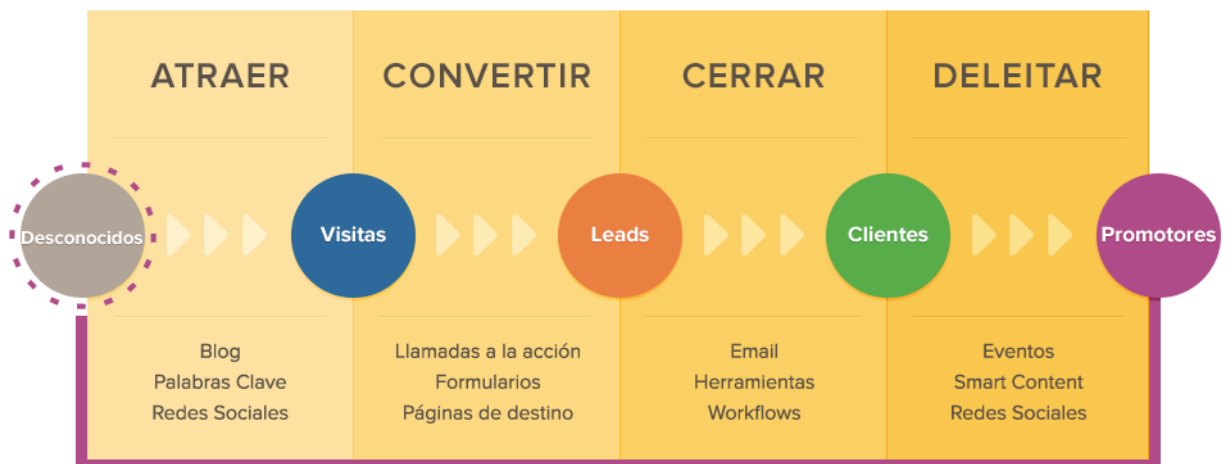 ATRAER
CONVERTIR
CERRAR
DELEITAR
Desconocidos
Visitas
Leads
Clientes
Promotores
Blog
Palabras Clave
Redes Sociales
Llamadas a la acción
Formularios
Páginas de destino
Email
Herramientas
Workflows
Eventos
Smart Content
Redes Sociales